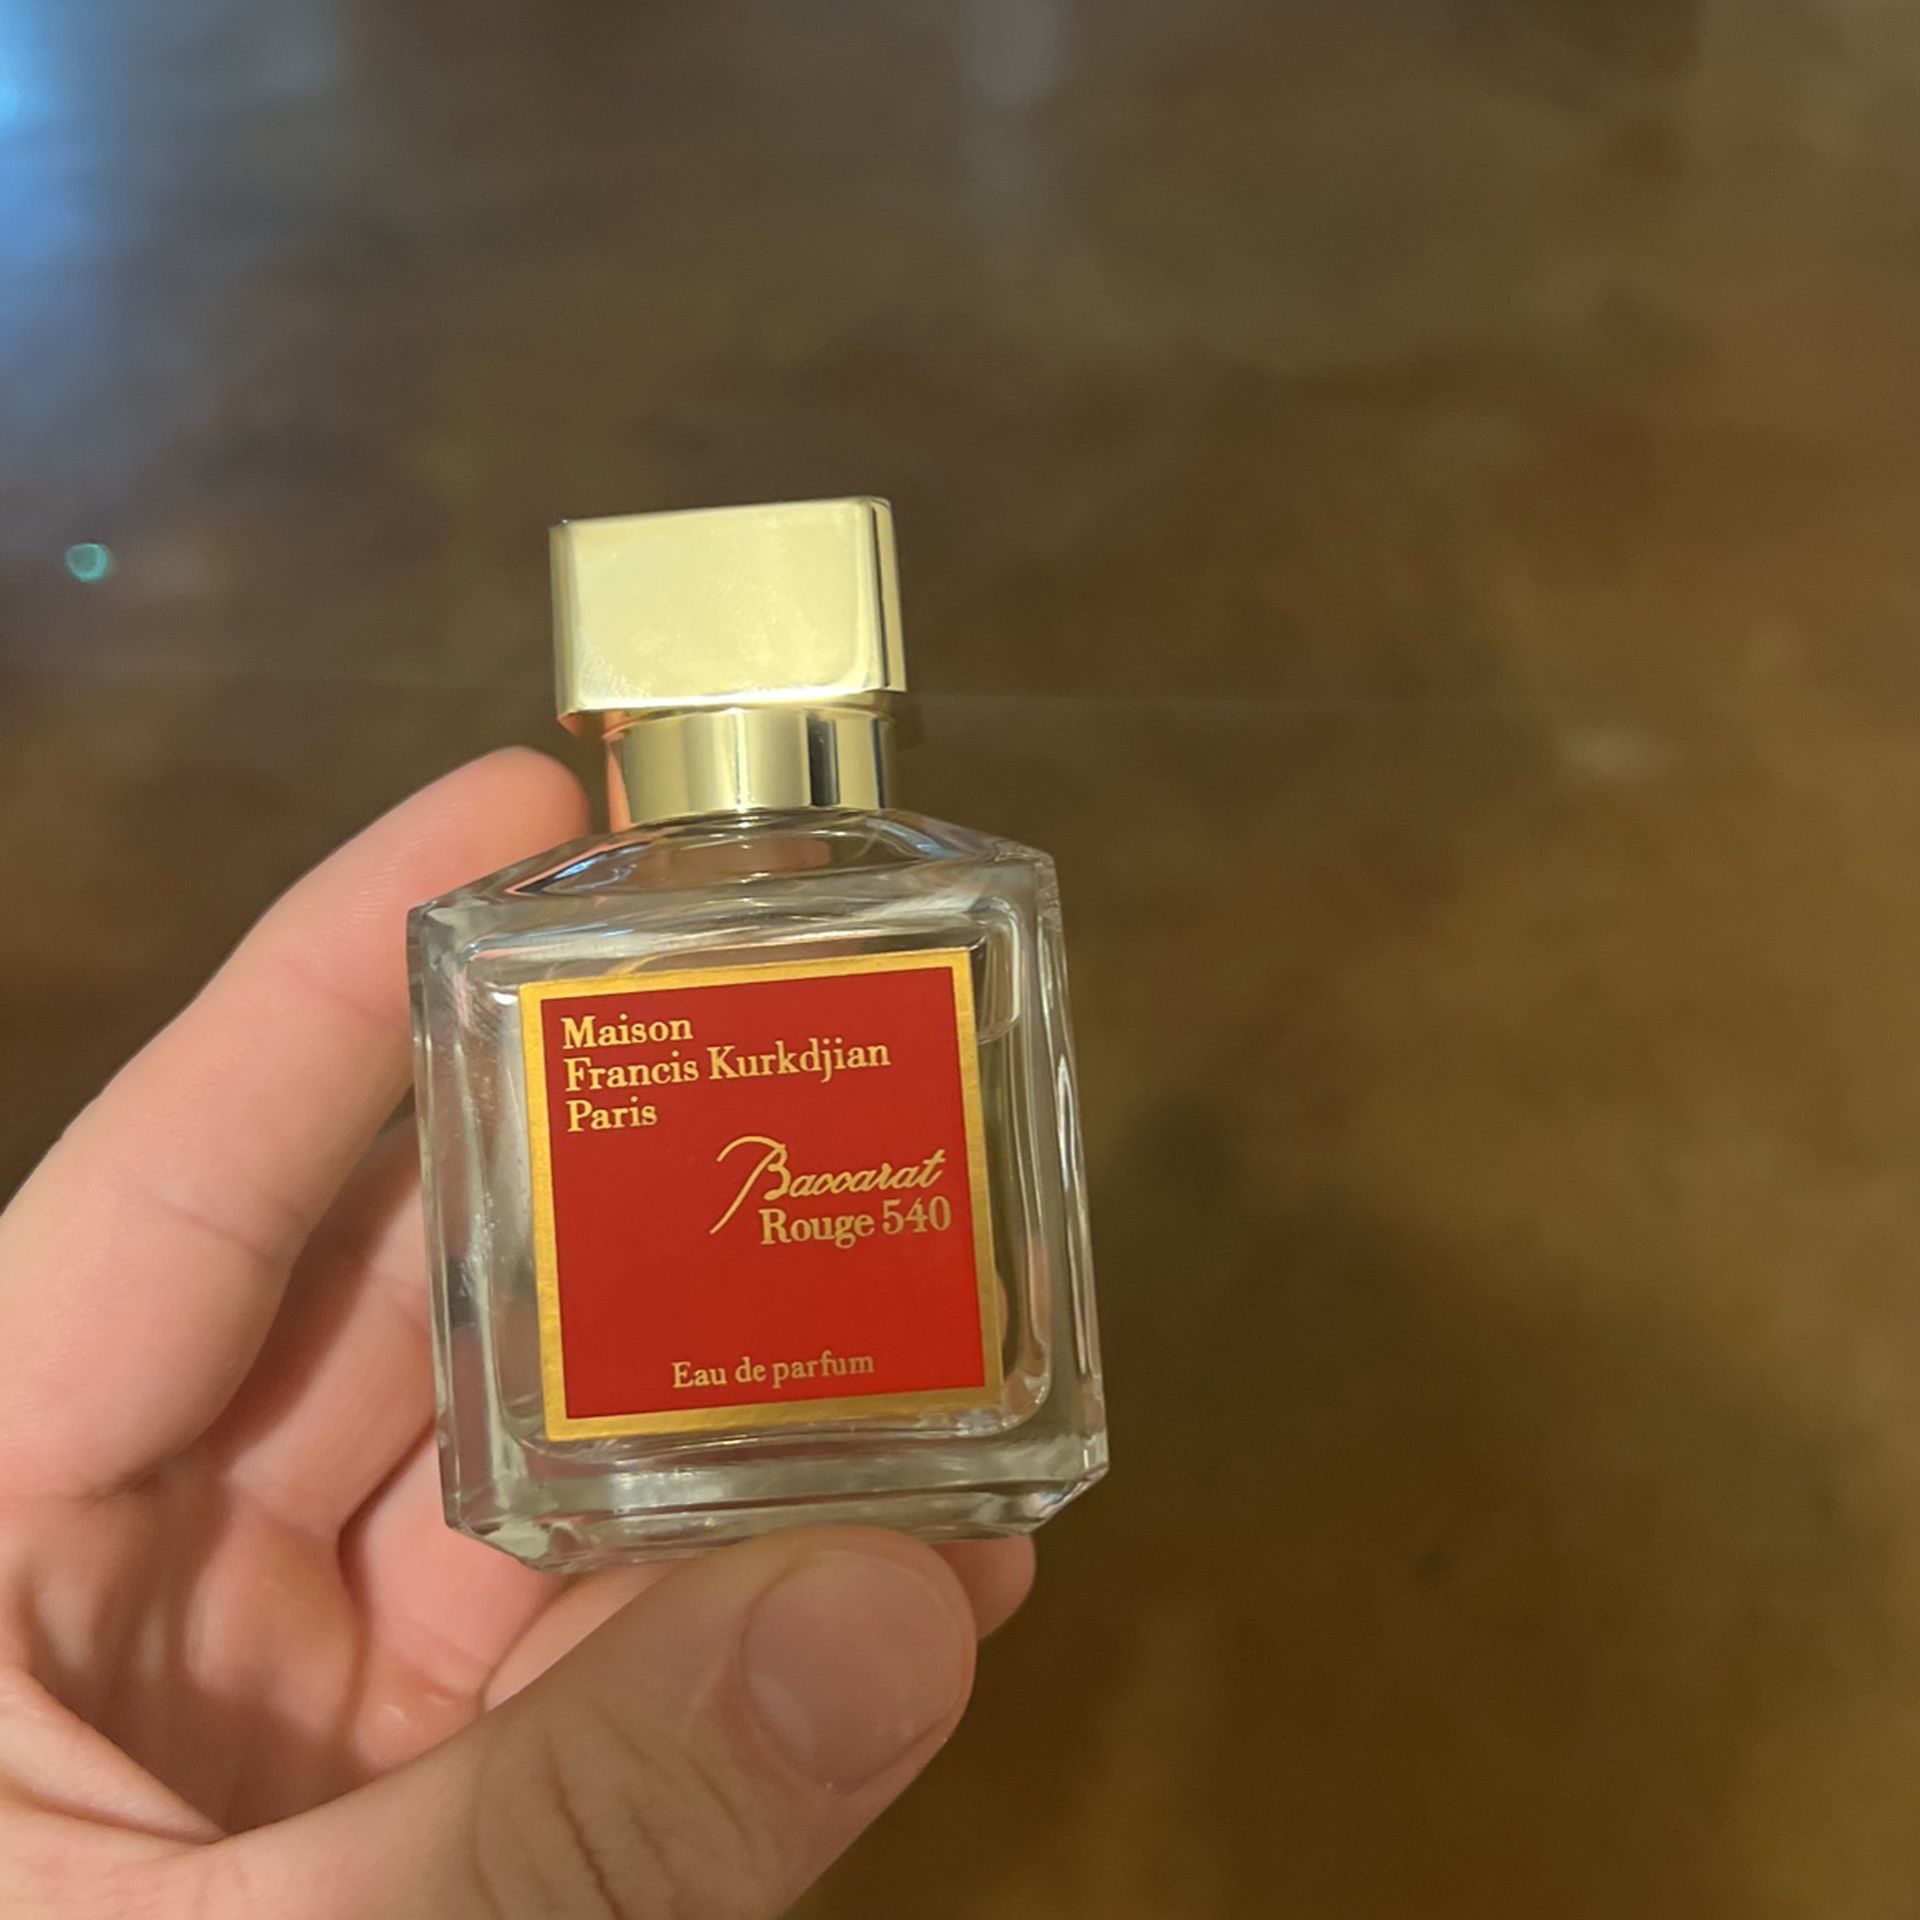 Maison
Francis Kurkdjian
Paris
Baccarat
Rouge 540
Eau de parfum